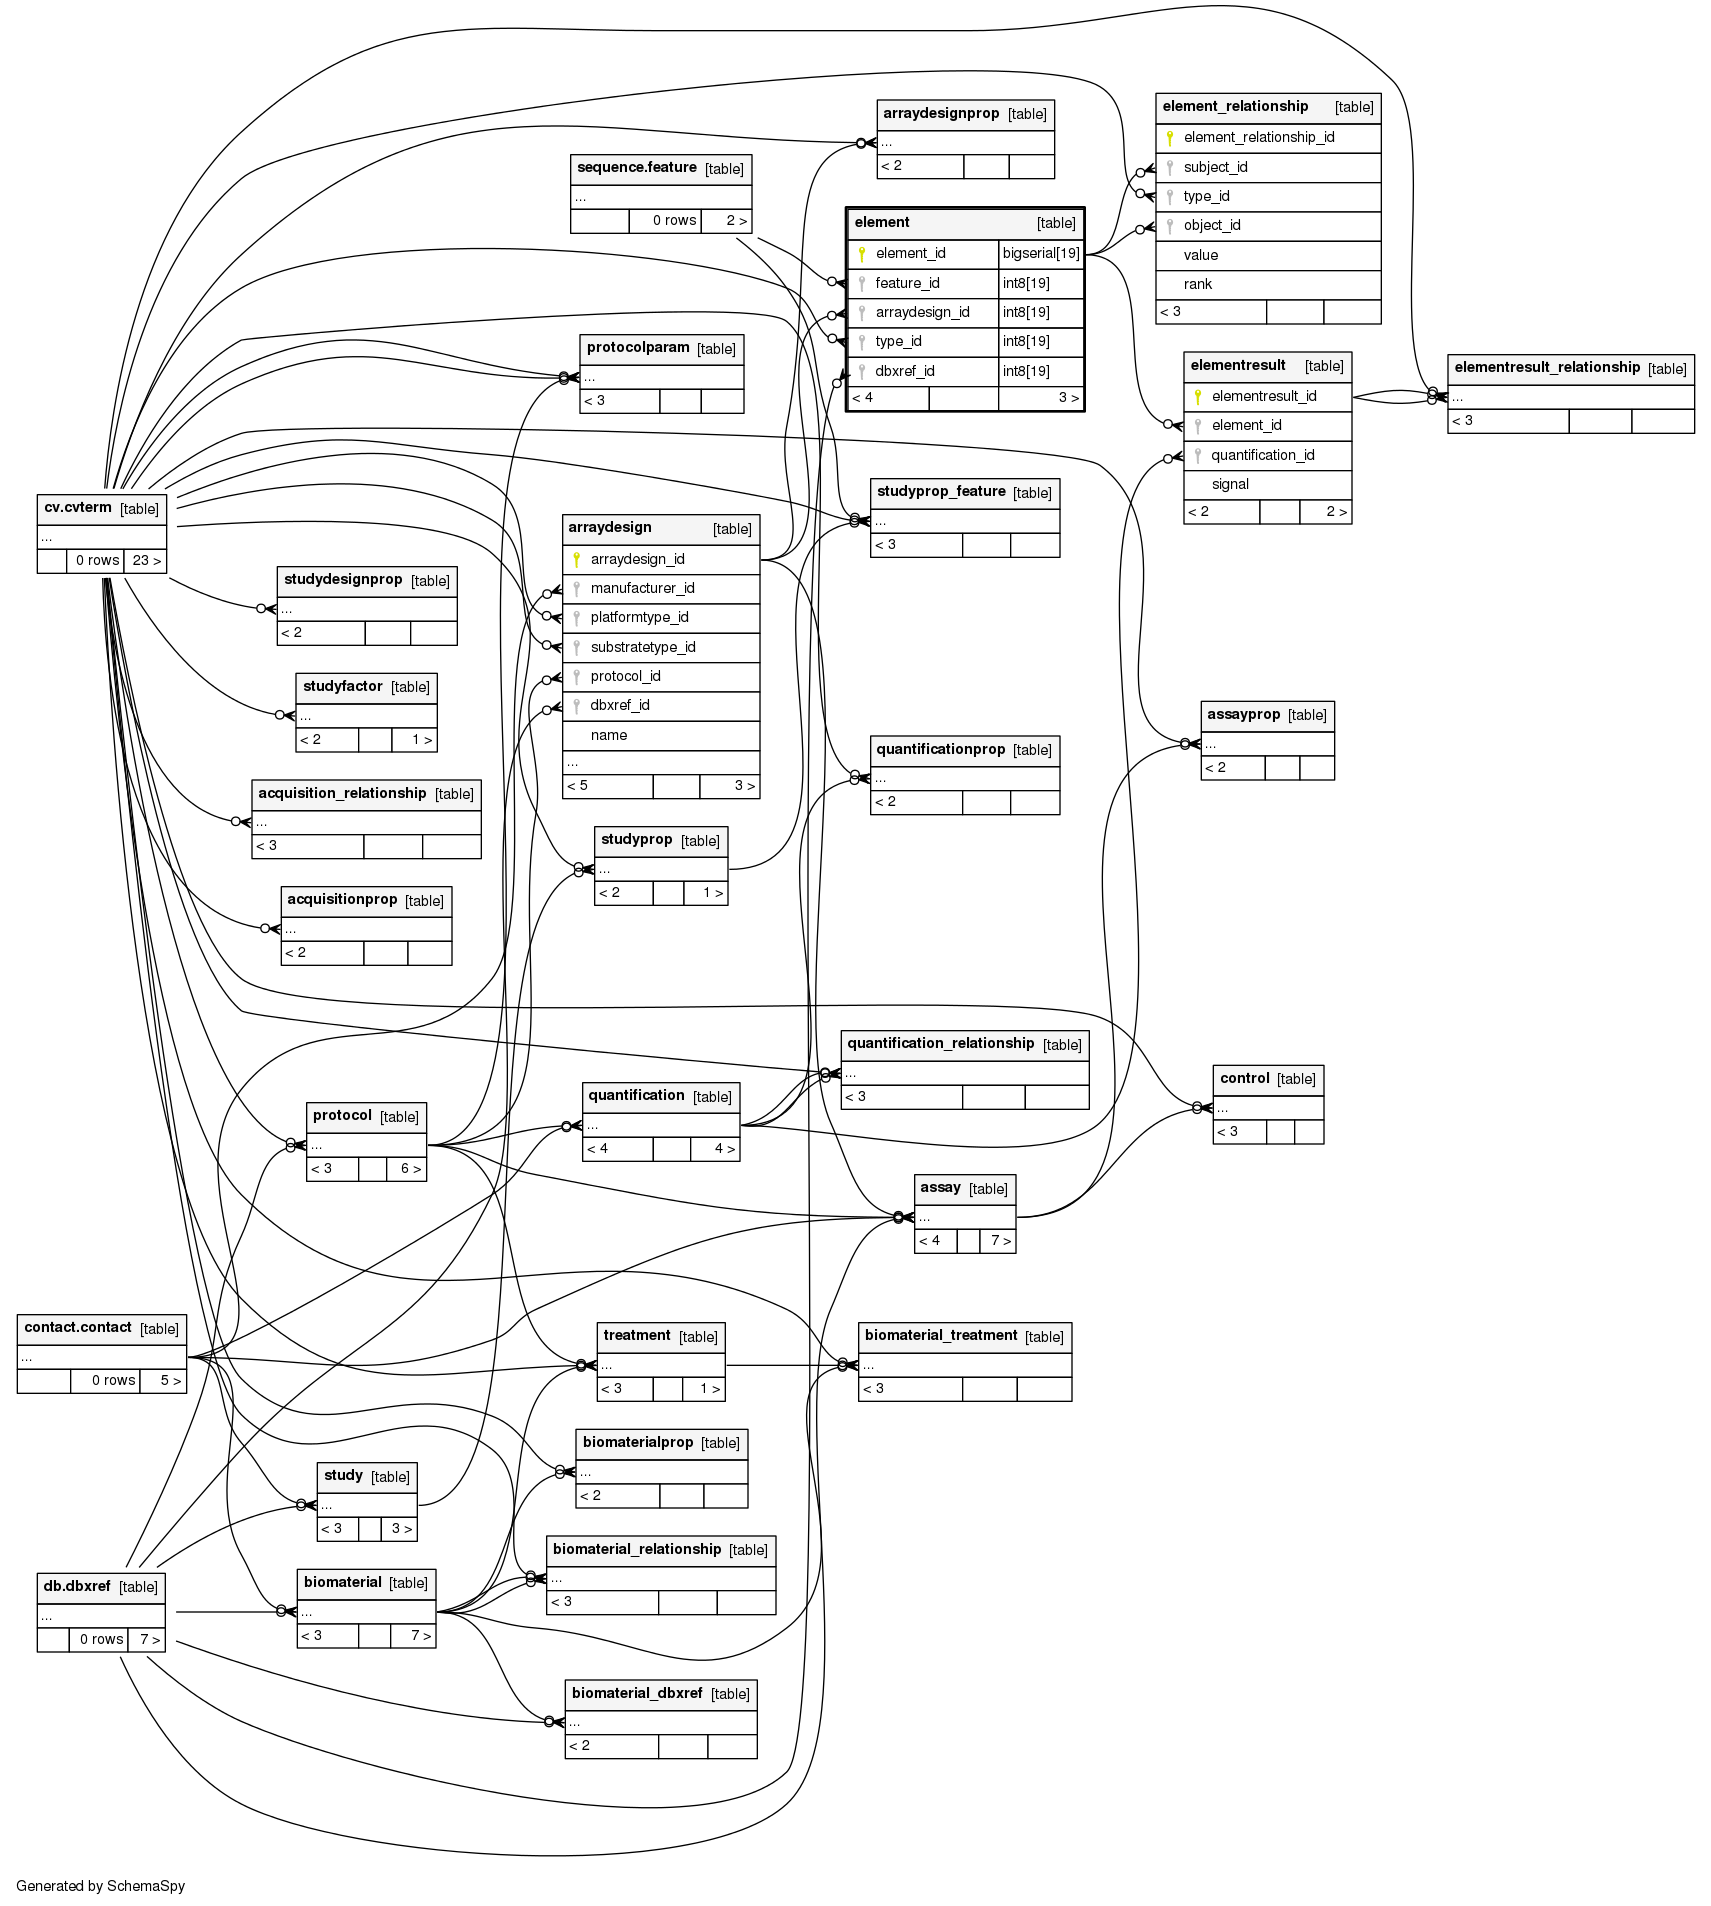 arraydesignprop [table]
...
< 2
element_relationship [table]
element_relationship_id
subject_id
type_id
object_id
value
rank
< 3
sequence.feature [table]
...
0 rows 2 >
element [table]
element_id bigserial[19]
feature_id int8[19]
arraydesign_id int8[19]
type_id int8[19]
dbxref_id int8[19]
< 4 3 >
protocolparam [table]
...
< 3
elementresult [table]
elementresult_id
element_id
quantification_id
signal
< 2 2 >
elementresult_relationship [table]
...
< 3
cv.cvterm [table]
...
0 rows 23 >
studyprop_feature [table]
...
< 3
arraydesign [table]
arraydesign_id
manufacturer_id
platformtype_id
substratetype_id
protocol_id
dbxref_id
name
...
< 5 3 >
studydesignprop [table]
...
< 2
studyfactor [table]
...
< 2 1 >
assayprop [table]
...
< 2
quantificationprop [table]
...
< 2
acquisition_relationship [table]
...
< 3
studyprop [table]
...
< 2 1 >
acquisitionprop [table]
...
< 2
quantification_relationship [table]
...
< 3
control [table]
...
< 3
quantification [table]
...
< 4 4 >
protocol [table]
...
< 3 6 >
assay [table]
...
< 4 7 >
contact.contact [table]
...
0 rows 5 >
treatment [table]
...
< 3 1 >
biomaterial_treatment [table]
...
< 3
biomaterialprop [table]
...
< 2
study [table]
...
< 3 3 >
biomaterial_relationship [table]
...
< 3
db.dbxref [table]
...
0 rows 7 >
biomaterial [table]
...
< 3 7 >
biomaterial_dbxref [table]
...
< 2
Generated by SchemaSpy